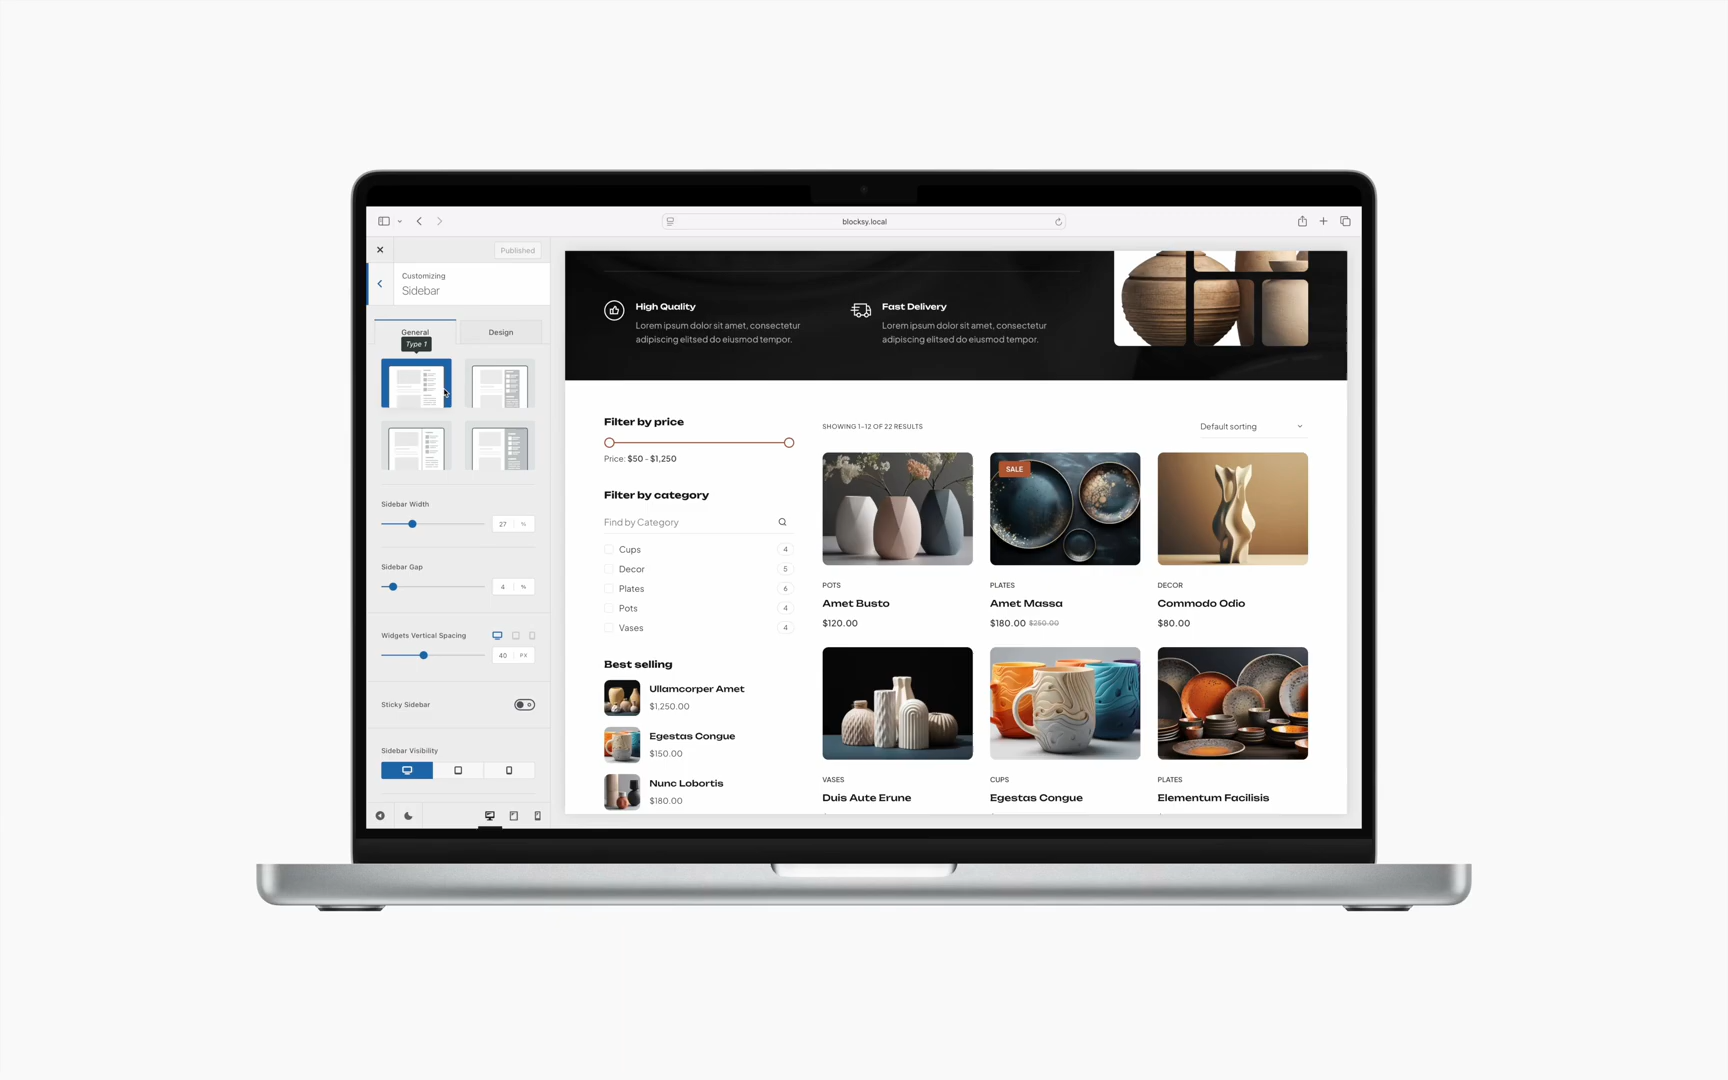 blocksy.local
Published
Customizing
Sidebar
General
Design
Type 1
Sidebar Width
27 %
Sidebar Gap
4 %
Widgets Vertical Spacing
40 PX
Sticky Sidebar
Sidebar Visibility
High Quality
Lorem ipsum dolor sit amet, consectetur
adipiscing elitsed do eiusmod tempor.
Fast Delivery
Lorem ipsum dolor sit amet, consectetur
adipiscing elitsed do eiusmod tempor.
Filter by price
Price: $50 - $1,250
Filter by category
Find by Category
Cups 4
Decor 5
Plates 6
Pots 4
Vases 4
Best selling
Ullamcorper Amet
$1,250.00
Egestas Congue
$150.00
Nunc Lobortis
$180.00
SHOWING 1–12 OF 22 RESULTS
Default sorting
POTS
Amet Busto
$120.00
SALE
PLATES
Amet Massa
$180.00 $250.00
DECOR
Commodo Odio
$80.00
VASES
Duis Aute Erune
CUPS
Egestas Congue
PLATES
Elementum Facilisis